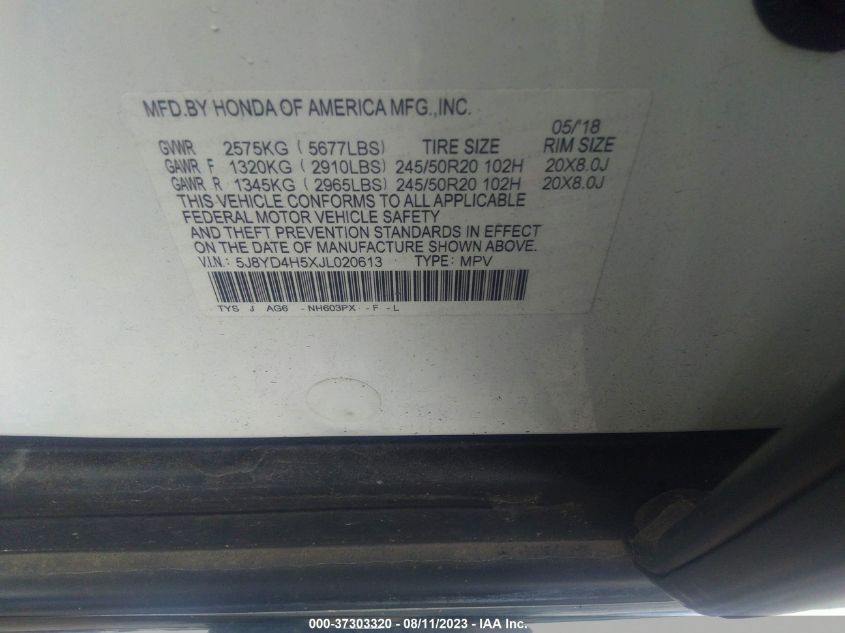 MFD.BY HONDA OF AMERICA MFG.,INC.
05/'18
GVWR 2575KG ( 5677LBS) TIRE SIZE RIM SIZE
GAWR F 1320KG ( 2910LBS) 245/50R20 102H 20X8.0J
GAWR R 1345KG ( 2965LBS) 245/50R20 102H 20X8.0J
THIS VEHICLE CONFORMS TO ALL APPLICABLE
FEDERAL MOTOR VEHICLE SAFETY
AND THEFT PREVENTION STANDARDS IN EFFECT
ON THE DATE OF MANUFACTURE SHOWN ABOVE.
V.I.N.: 5J8YD4H5XJL020613 TYPE: MPV
TYS J AG6 -NH603PX --F -L
000-37303320 - 08/11/2023 - IAA Inc.